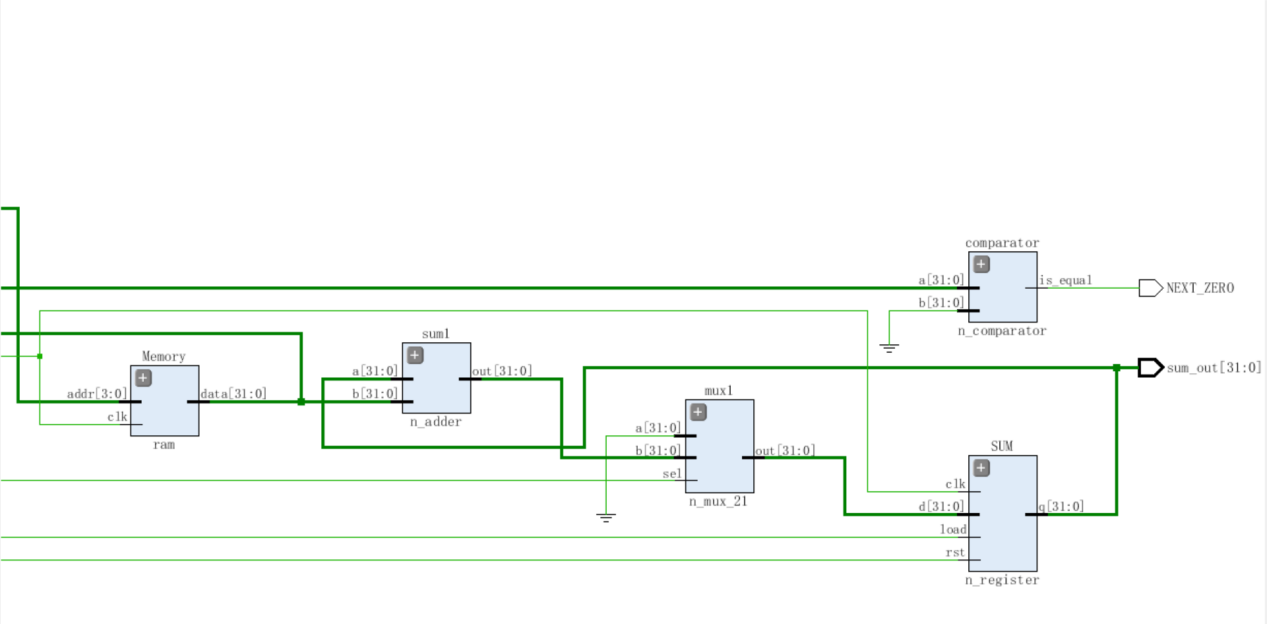 comparator
a[31:0]
is_equal
NEXT_ZERO
b[31:0]
n_comparator
sum1
Memory
a[31:0]
out[31:0]
sum_out[31:0]
addr[3:0]
data[31:0]
b[31:0]
mux1
clk
n_adder
ram
a[31:0]
b[31:0]
out[31:0]
SUM
sel
clk
n_mux_21
d[31:0]
q[31:0]
load
rst
n_register